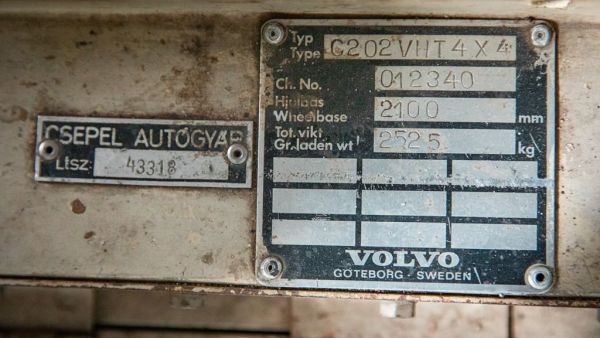 CSEPEL AUTÓGYÁR
Ltsz: 43318
Typ
Type C202 VHT 4 X 4
Ch. No. 012340
Hjulbas
Wheelbase 2100 mm
Tot. vikt
Gr. laden wt 2525 kg
VOLVO
GÖTEBORG - SWEDEN